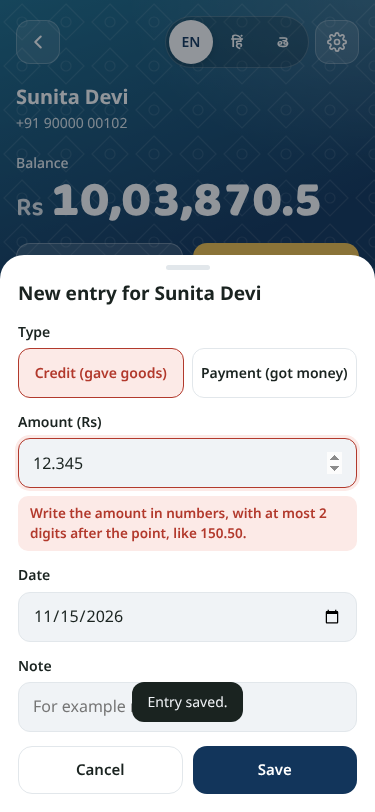 EN हिं తె
Sunita Devi
+91 90000 00102
Balance
Rs 10,03,870.5
New entry for Sunita Devi
Type
Credit (gave goods) Payment (got money)
Amount (Rs)
12.345
Write the amount in numbers, with at most 2
digits after the point, like 150.50.
Date
11/15/2026
Note
For example
Entry saved.
Cancel Save